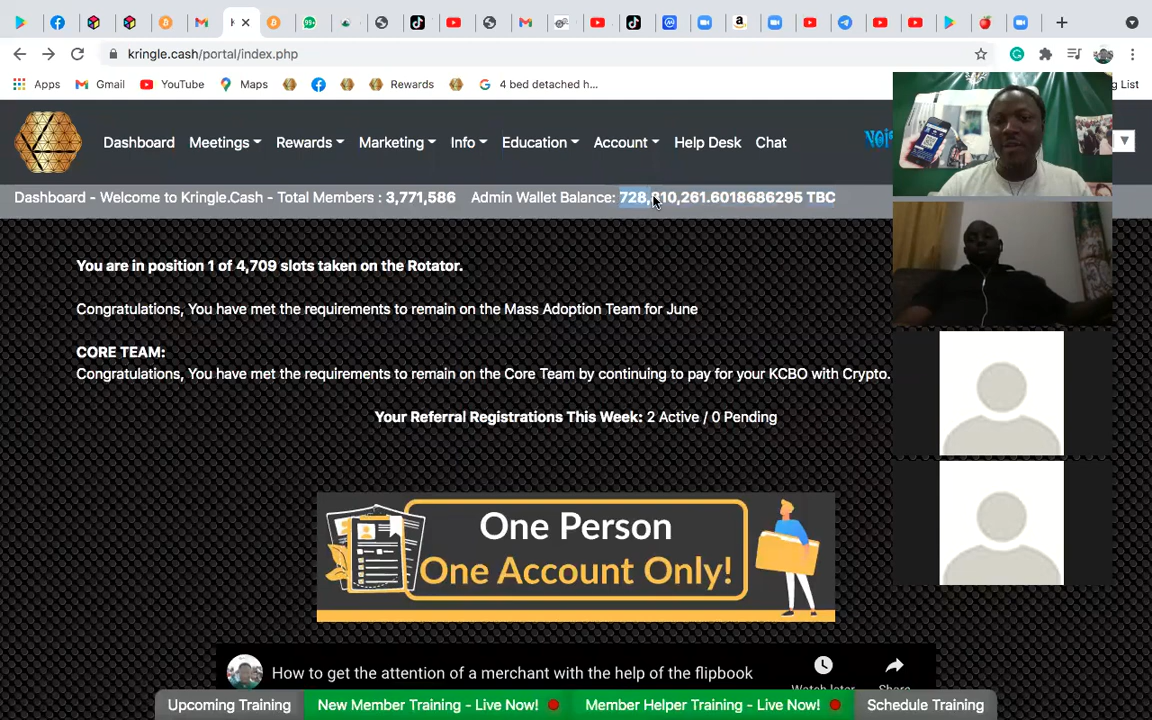 kringle.cash/portal/index.php
Apps Gmail YouTube Maps Rewards 4 bed detached h... g List
Dashboard Meetings Rewards Marketing Info Education Account Help Desk Chat
Dashboard - Welcome to Kringle.Cash - Total Members : 3,771,586 Admin Wallet Balance: 728,810,261.6018686295 TBC
You are in position 1 of 4,709 slots taken on the Rotator.
Congratulations, You have met the requirements to remain on the Mass Adoption Team for June
CORE TEAM:
Congratulations, You have met the requirements to remain on the Core Team by continuing to pay for your KCBO with Crypto.
Your Referral Registrations This Week: 2 Active / 0 Pending
One Person
One Account Only!
How to get the attention of a merchant with the help of the flipbook
Watch later Share
Upcoming Training New Member Training - Live Now! Member Helper Training - Live Now! Schedule Training